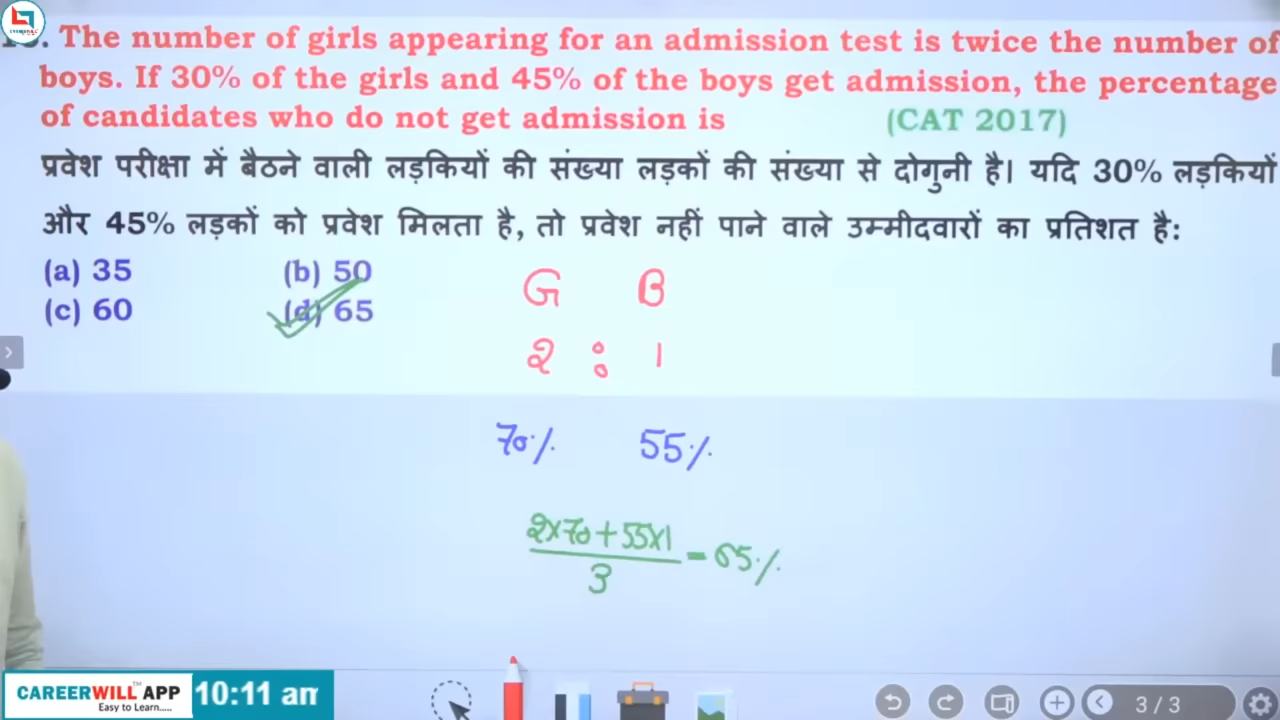 . The number of girls appearing for an admission test is twice the number of
boys. If 30% of the girls and 45% of the boys get admission, the percentage
of candidates who do not get admission is (CAT 2017)
प्रवेश परीक्षा में बैठने वाली लड़कियों की संख्या लड़कों की संख्या से दोगुनी है। यदि 30% लड़कियों
और 45% लड़कों को प्रवेश मिलता है, तो प्रवेश नहीं पाने वाले उम्मीदवारों का प्रतिशत है:
(a) 35 (b) 50
(c) 60 (d) 65
G B
2 : 1
70% 55%
2x70+55x1
3
= 65%
CAREERWILL APP
Easy to Learn.....
10:11 am
3 / 3